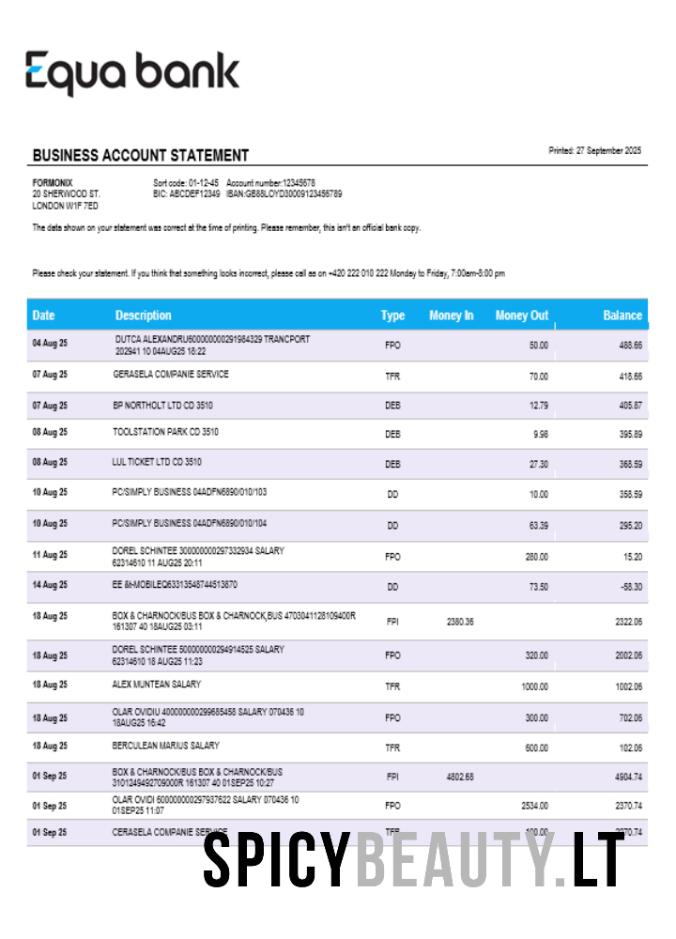 Equa bank
BUSINESS ACCOUNT STATEMENT
Printed: 27 September 2025
FORMONIX Sort code: 01-12-45 Account number:12345678
20 SHERWOOD ST. BIC: ABCDEF12349 IBAN:GB88LOYD30009123456789
LONDON W1F 7ED
The data shown on your statement was correct at the time of printing. Please remember, this isn't an official bank copy.
Please check your statement. If you think that something looks incorrect, please call as on +420 222 010 222 Monday to Friday, 7:00am-8:00 pm
Date Description Type Money In Money Out Balance
04 Aug 25 DUTCA ALEXANDRU600000000291964329 TRANCPORT
202941 10 04AUG25 18:22 FPO 50.00 488.66
07 Aug 25 GERASELA COMPANIE SERVICE TFR 70.00 418.66
07 Aug 25 BP NORTHOLT LTD CD 3510 DEB 12.79 405.87
08 Aug 25 TOOLSTATION PARK CD 3510 DEB 9.98 395.89
08 Aug 25 LUL TICKET LTD CD 3510 DEB 27.30 368.59
10 Aug 25 PC/SIMPLY BUSINESS 04ADFN6890/010/103 DD 10.00 358.59
10 Aug 25 PC/SIMPLY BUSINESS 04ADFN6890/010/104 DD 63.39 295.20
11 Aug 25 DOREL SCHINTEE 300000000297332934 SALARY
62314610 11 AUG25 20:11 FPO 280.00 15.20
14 Aug 25 EE &MOBILEQ63313548744513870 DD 73.50 -58.30
18 Aug 25 BOX & CHARNOCK/BUS BOX & CHARNOCK,BUS 4703041128109400R
161307 40 18AUG25 03:11 FPI 2380.36 2322.06
18 Aug 25 DOREL SCHINTEE 500000000294914525 SALARY
62314610 18 AUG25 11:23 FPO 320.00 2002.06
18 Aug 25 ALEX MUNTEAN SALARY TFR 1000.00 1002.06
18 Aug 25 OLAR OVIDIU 400000000299685458 SALARY 070436 10
18AUG25 16:42 FPO 300.00 702.06
18 Aug 25 BERCULEAN MARIUS SALARY TFR 600.00 102.06
01 Sep 25 BOX & CHARNOCK/BUS BOX & CHARNOCK/BUS
3101249492709000R 161307 40 01SEP25 10:27 FPI 4802.68 4904.74
01 Sep 25 OLAR OVIDI 600000000297937622 SALARY 070436 10
01SEP25 11:07 FPO 2534.00 2370.74
01 Sep 25 CERASELA COMPANIE SERVICE TFR 100.00 2270.74
SPICYBEAUTY.LT